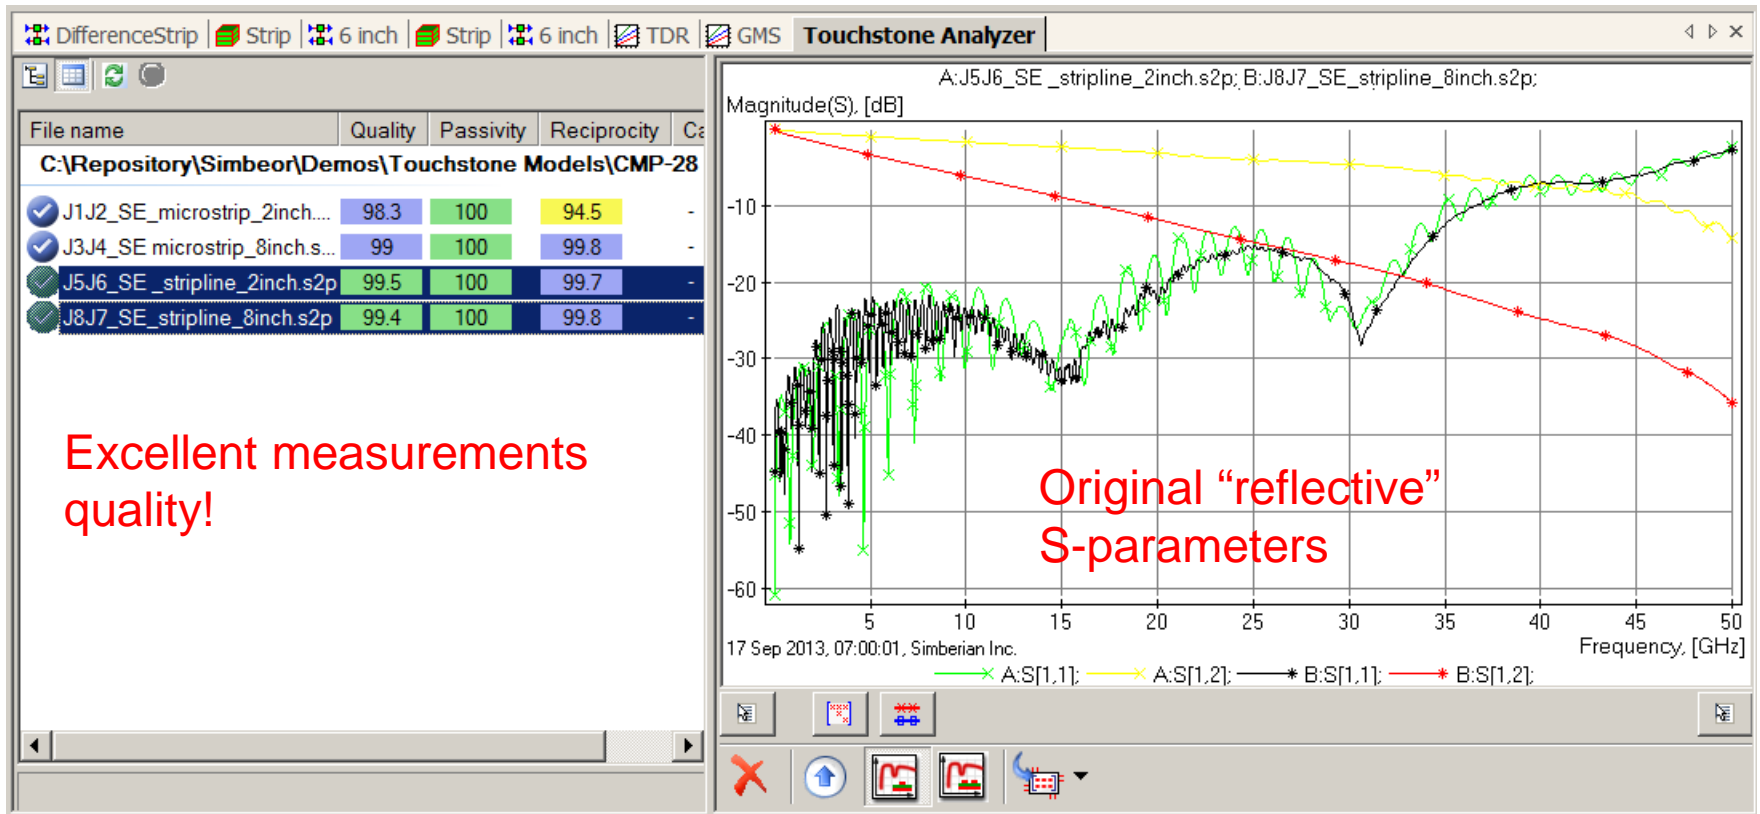 DifferenceStrip Strip 6 inch Strip 6 inch TDR GMS Touchstone Analyzer
File name Quality Passivity Reciprocity Ca
C:\Repository\Simbeor\Demos\Touchstone Models\CMP-28
J1J2_SE_microstrip_2inch.... 98.3 100 94.5 -
J3J4_SE microstrip_8inch.s... 99 100 99.8 -
J5J6_SE _stripline_2inch.s2p 99.5 100 99.7 -
J8J7_SE_stripline_8inch.s2p 99.4 100 99.8 -
Excellent measurements
quality!
A:J5J6_SE _stripline_2inch.s2p; B:J8J7_SE_stripline_8inch.s2p;
Magnitude(S), [dB]
-10
-20
-30
-40
-50
-60
Original “reflective”
S-parameters
5 10 15 20 25 30 35 40 45 50
17 Sep 2013, 07:00:01, Simberian Inc.
Frequency, [GHz]
A:S[1,1]; A:S[1,2]; B:S[1,1]; B:S[1,2];